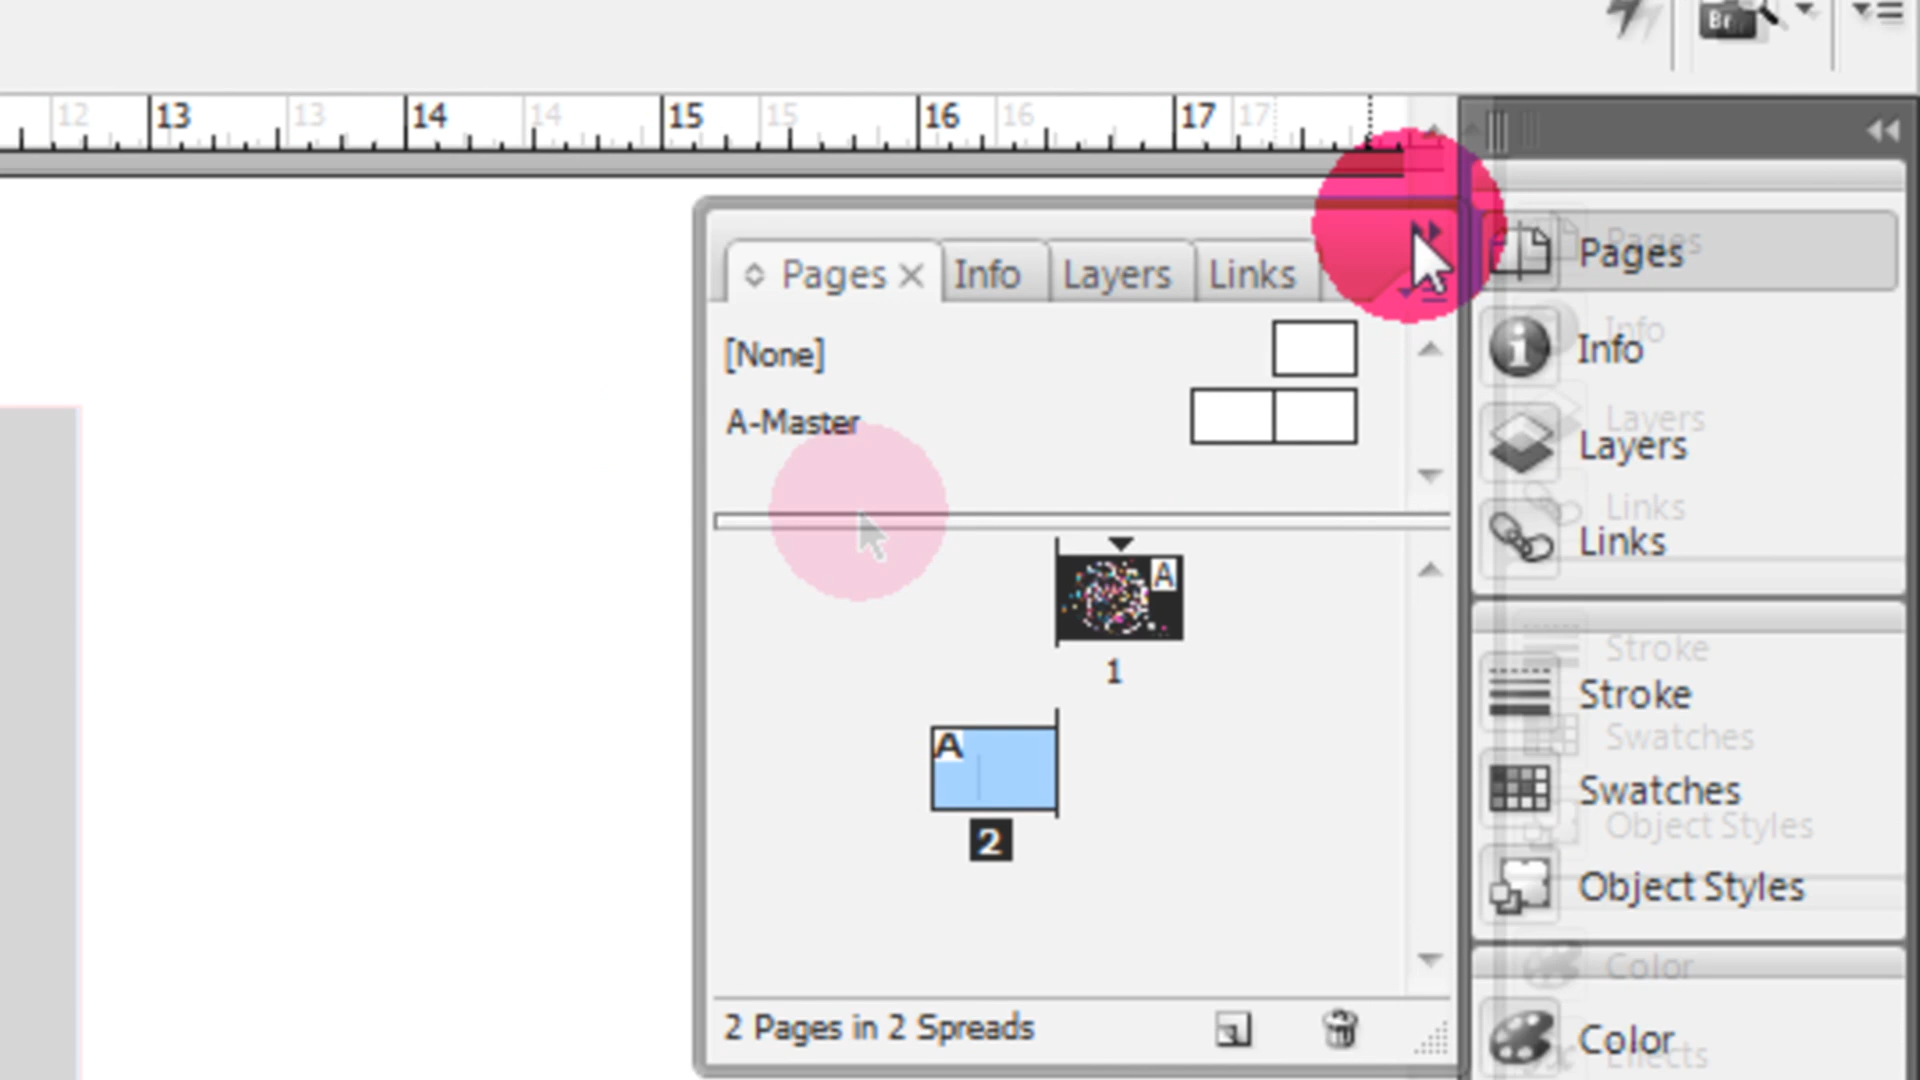 Br
12 13 13 14 14 15 15 16 16 17 17
Pages Info Layers Links
[None]
A-Master
A
1
A
2
2 Pages in 2 Spreads
Pages
Pages
Info
Info
Layers
Layers
Links
Links
Stroke
Stroke
Swatches
Swatches
Object Styles
Object Styles
Color
Color
Effects